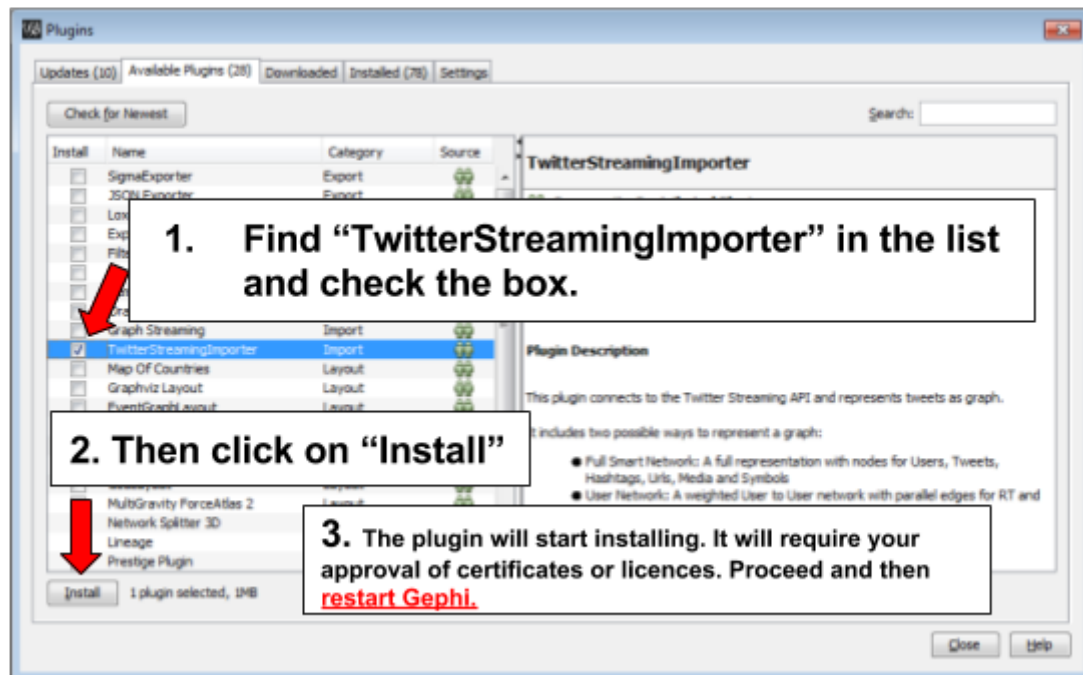 Plugins
Updates (10) Available Plugins (28) Downloaded Installed (78) Settings
Check for Newest
Search:
Install Name Category Source
SigmaExporter Export
JSON Exporter Export
1. Find “TwitterStreamingImporter” in the list
and check the box.
Graph Streaming Import
TwitterStreamingImporter Import
Map Of Countries Layout
Graphviz Layout Layout
EventGraphLayout Layout
2. Then click on “Install”
MultiGravity ForceAtlas 2 Layout
Network Splitter 3D
Lineage
Prestige Plugin
Install 1 plugin selected, 1MB
TwitterStreamingImporter
Plugin Description
This plugin connects to the Twitter Streaming API and represents tweets as graph.
It includes two possible ways to represent a graph:
● Full Smart Network: A full representation with nodes for Users, Tweets,
Hashtags, Urls, Media and Symbols
● User Network: A weighted User to User network with parallel edges for RT and
3. The plugin will start installing. It will require your
approval of certificates or licences. Proceed and then
restart Gephi.
Close Help